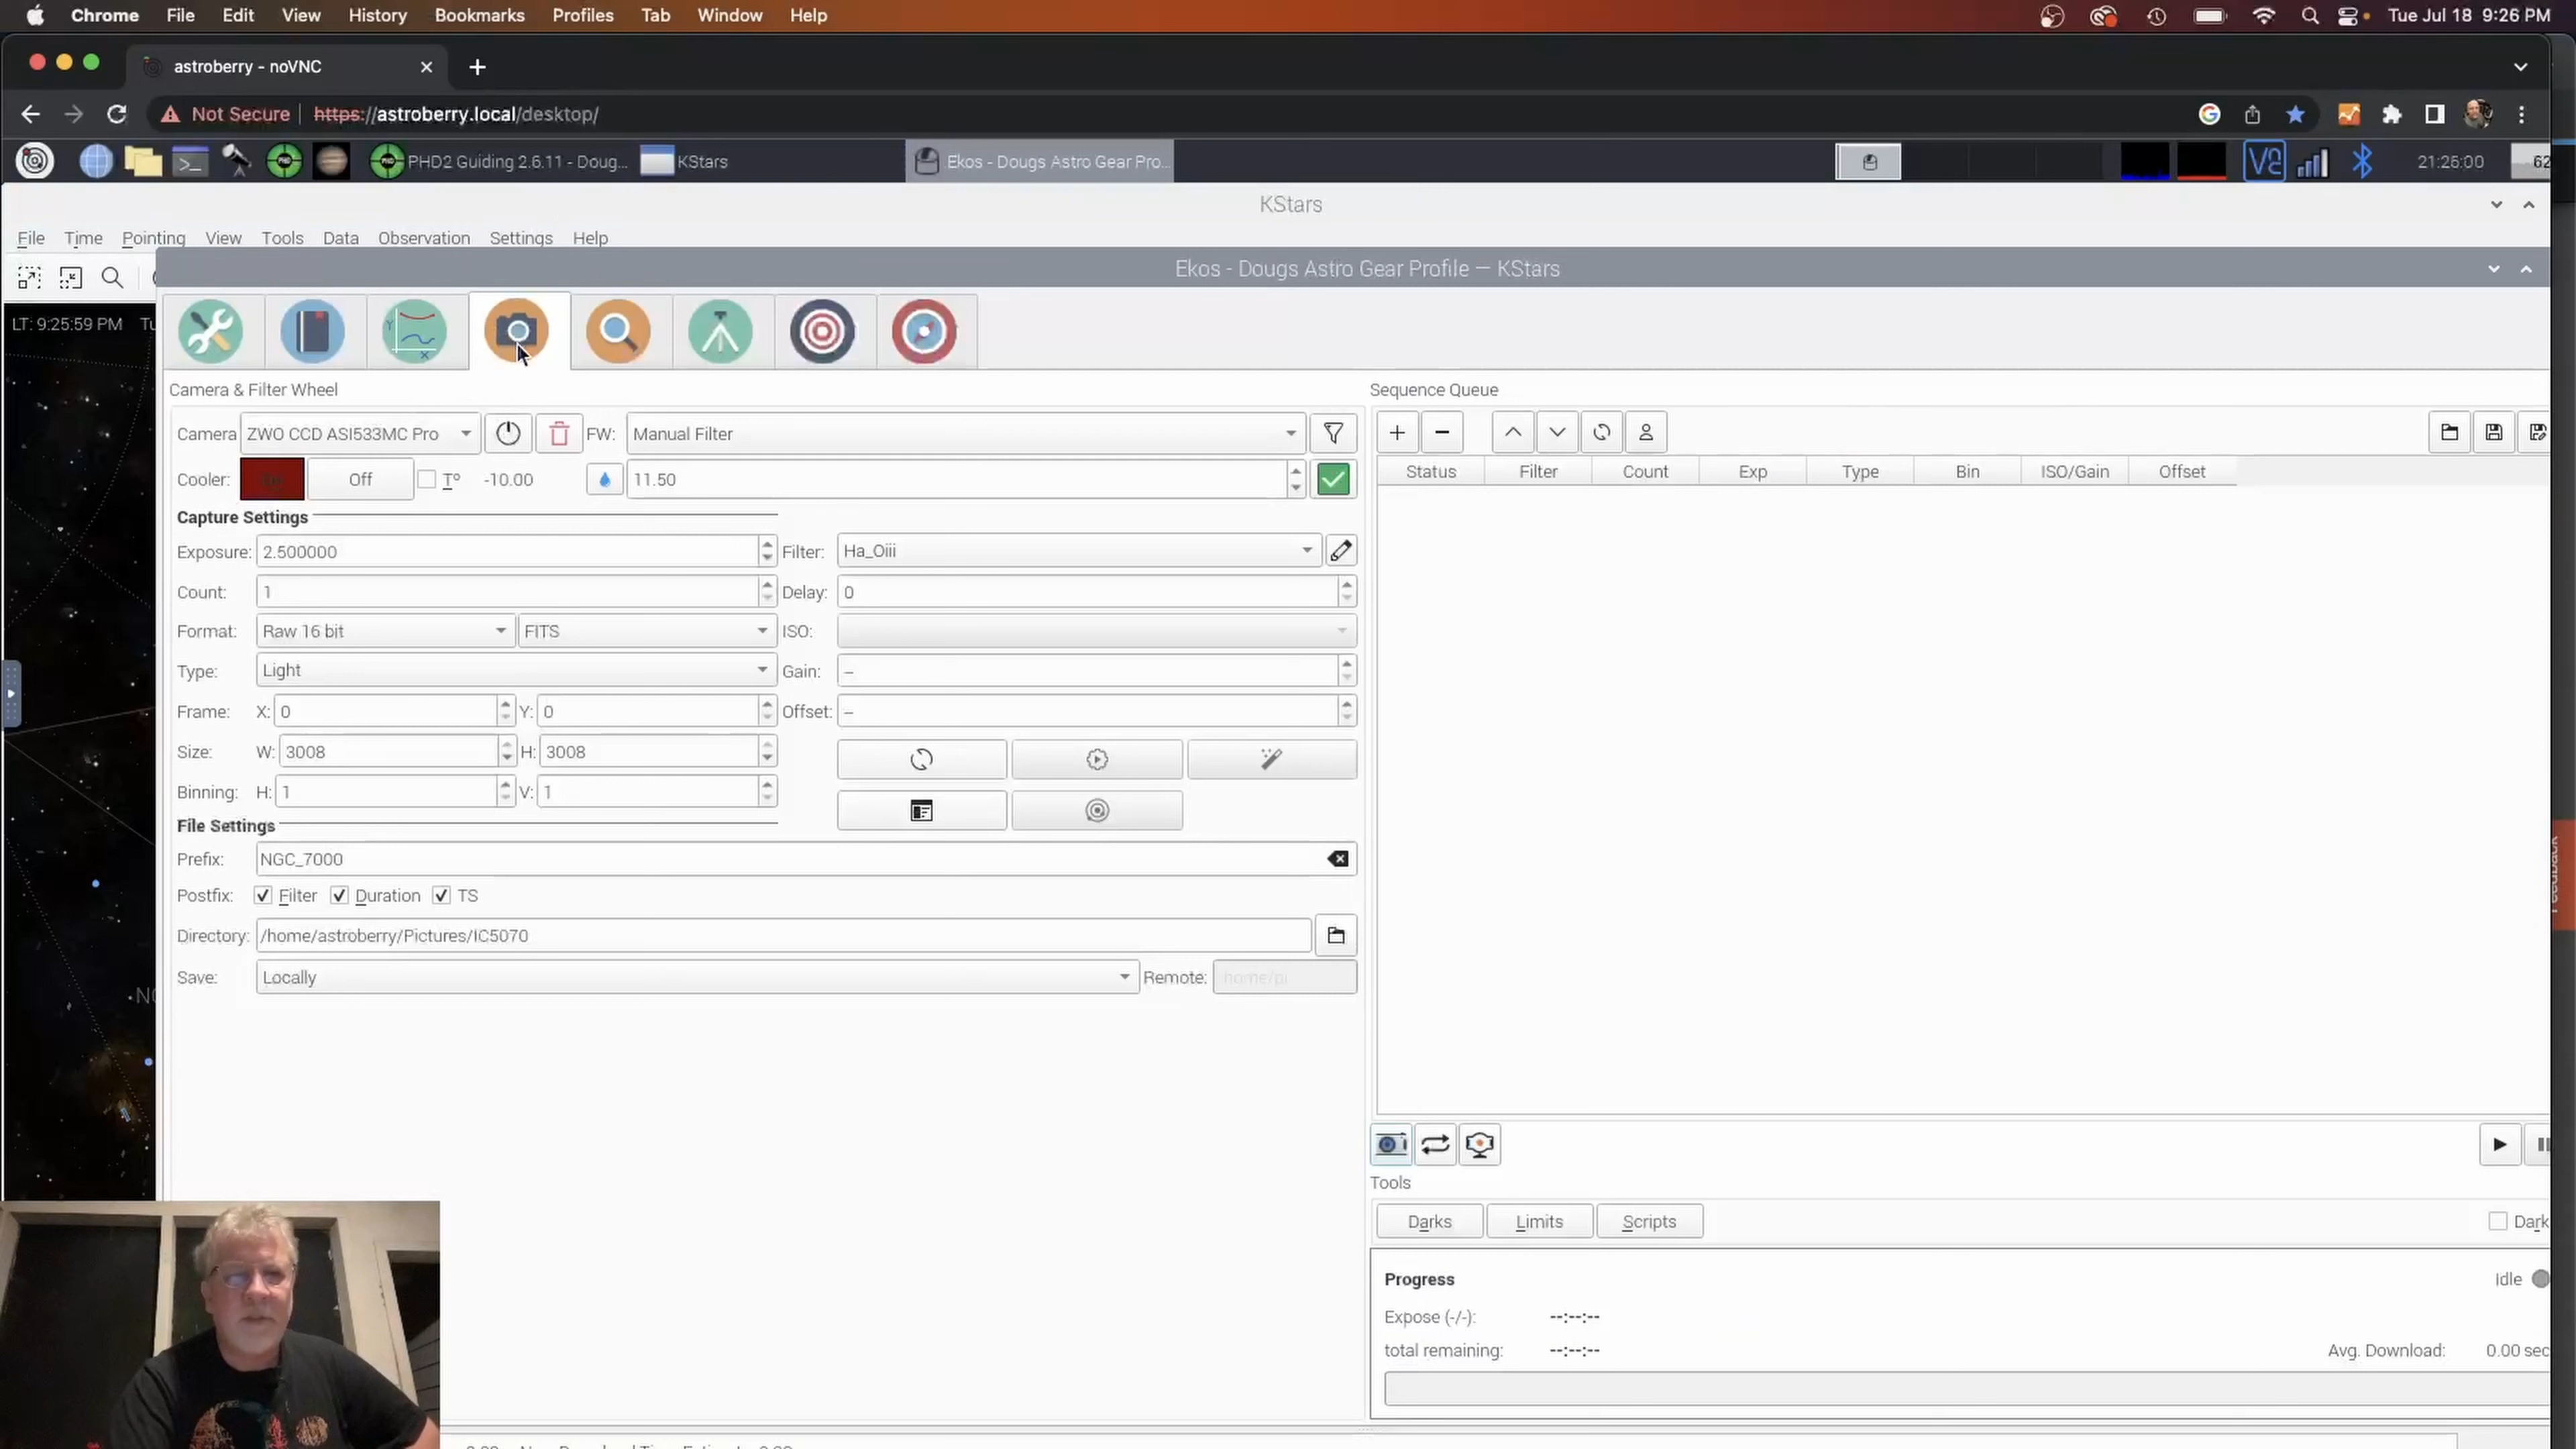 Chrome File Edit View History Bookmarks Profiles Tab Window Help Tue Jul 18 9:26 PM
astroberry - noVNC
Not Secure https://astroberry.local/desktop/
PHD2 Guiding 2.6.11 - Doug... KStars Ekos - Dougs Astro Gear Pro... 21:26:00 62
KStars
File Time Pointing View Tools Data Observation Settings Help
Ekos - Dougs Astro Gear Profile — KStars
LT: 9:25:59 PM Tu
Camera & Filter Wheel Sequence Queue
Camera ZWO CCD ASI533MC Pro FW: Manual Filter
Cooler: Off Tº -10.00 11.50
Status Filter Count Exp Type Bin ISO/Gain Offset
Capture Settings
Exposure: 2.500000 Filter: Ha_Oiii
Count: 1 Delay: 0
Format: Raw 16 bit FITS ISO:
Type: Light Gain: --
Frame: X: 0 Y: 0 Offset: --
Size: W: 3008 H: 3008
Binning: H: 1 V: 1
File Settings
Prefix: NGC_7000
Postfix: Filter Duration TS
Directory: /home/astroberry/Pictures/IC5070
Save: Locally Remote: home/pi
Feedback
Tools
Darks Limits Scripts Dark
Progress Idle
Expose (-/-): --:--:--
total remaining: --:--:-- Avg. Download: 0.00 sec